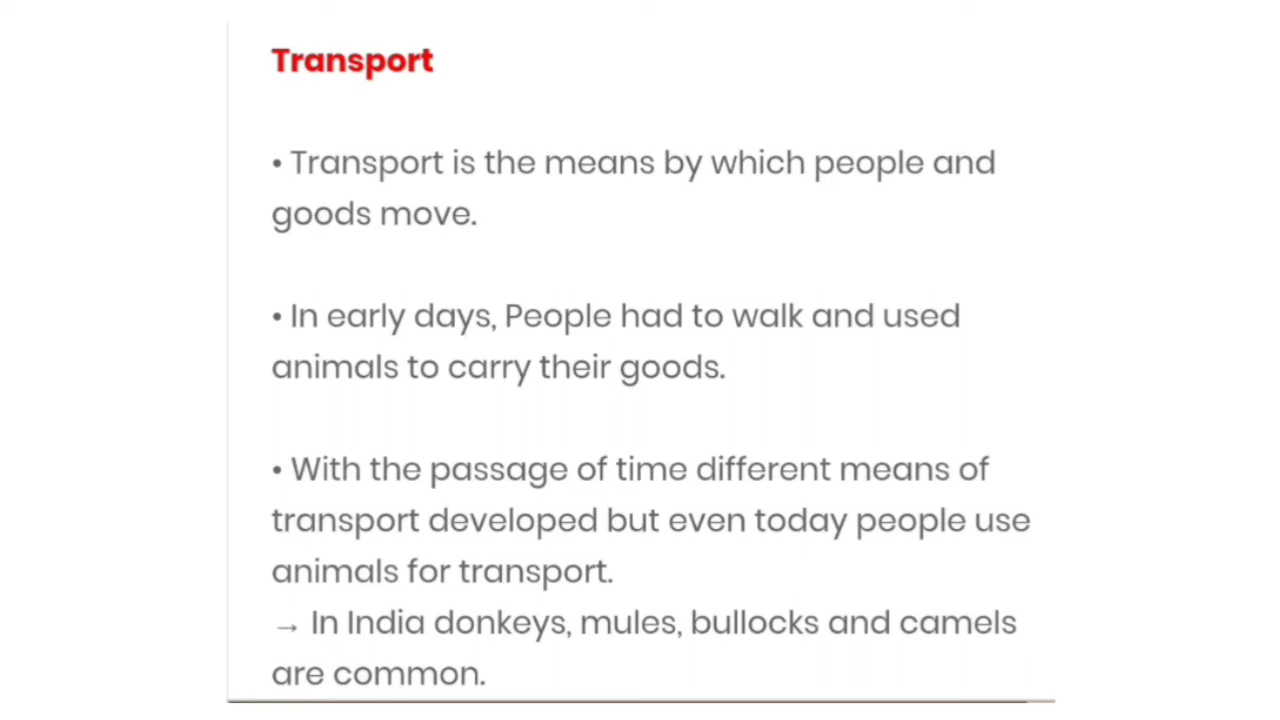 Transport
• Transport is the means by which people and
goods move.
• In early days, People had to walk and used
animals to carry their goods.
• With the passage of time different means of
transport developed but even today people use
animals for transport.
→ In India donkeys, mules, bullocks and camels
are common.